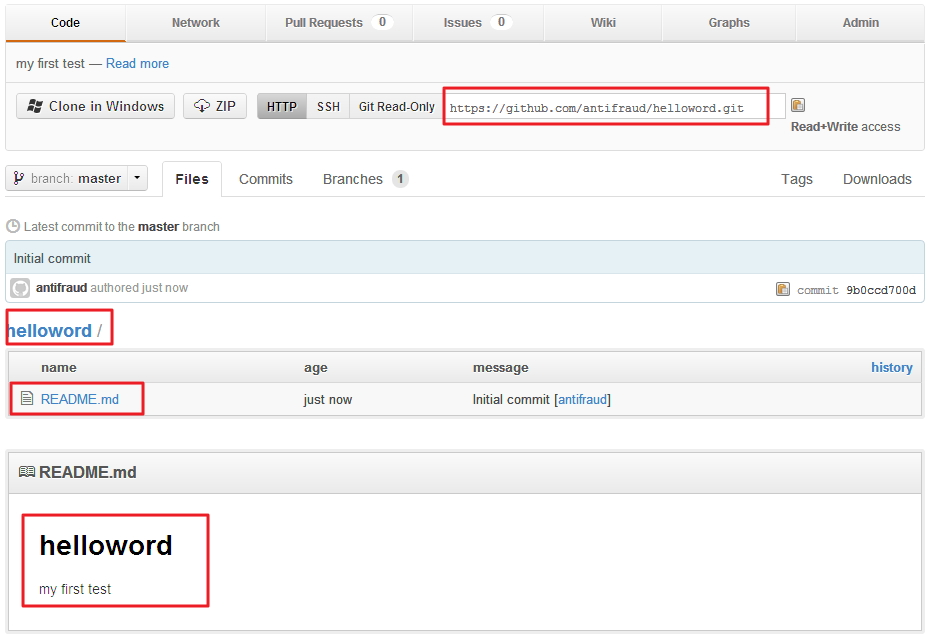 Code Network Pull Requests 0 Issues 0 Wiki Graphs Admin
my first test — Read more
Clone in Windows ZIP HTTP SSH Git Read-Only https://github.com/antifraud/helloword.git
Read+Write access
branch: master Files Commits Branches 1 Tags Downloads
Latest commit to the master branch
Initial commit
antifraud authored just now commit 9b0ccd700d
helloword /
name age message history
README.md just now Initial commit [antifraud]
README.md
helloword
my first test